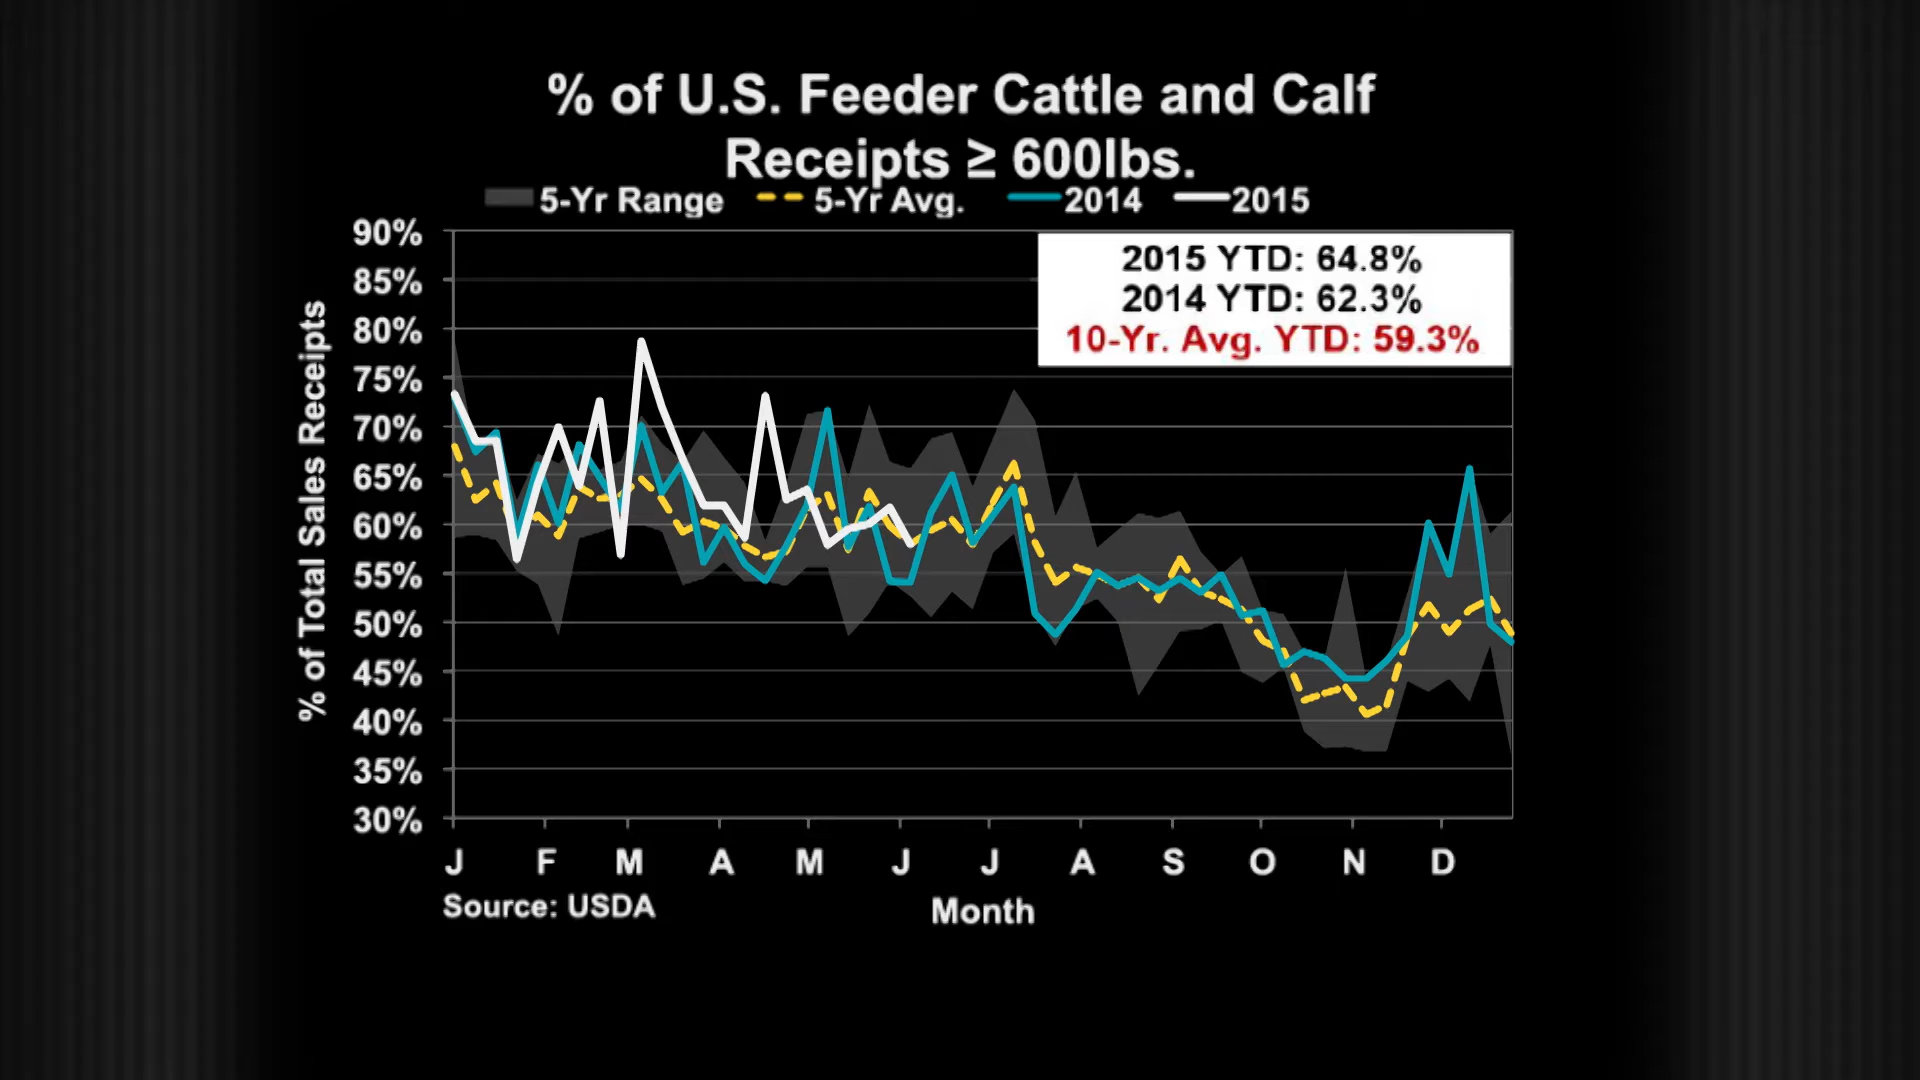 % of U.S. Feeder Cattle and Calf
Receipts ≥ 600lbs.
5-Yr Range 5-Yr Avg. 2014 2015
2015 YTD: 64.8%
2014 YTD: 62.3%
10-Yr. Avg. YTD: 59.3%
% of Total Sales Receipts
90%
85%
80%
75%
70%
65%
60%
55%
50%
45%
40%
35%
30%
J F M A M J J A S O N D
Source: USDA
Month